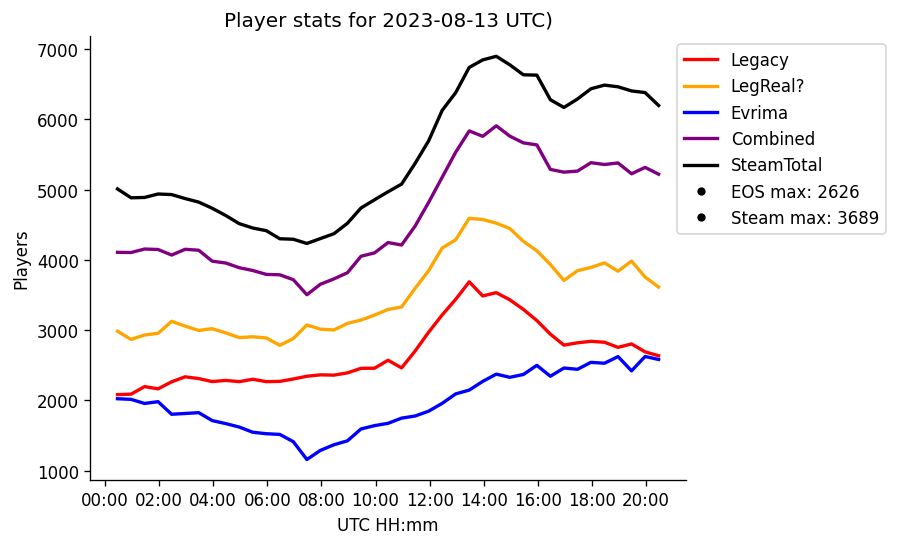 Player stats for 2023-08-13 UTC)
7000
6000
5000
4000
3000
2000
1000
Players
00:00 02:00 04:00 06:00 08:00 10:00 12:00 14:00 16:00 18:00 20:00
UTC HH:mm
Legacy
LegReal?
Evrima
Combined
SteamTotal
EOS max: 2626
Steam max: 3689